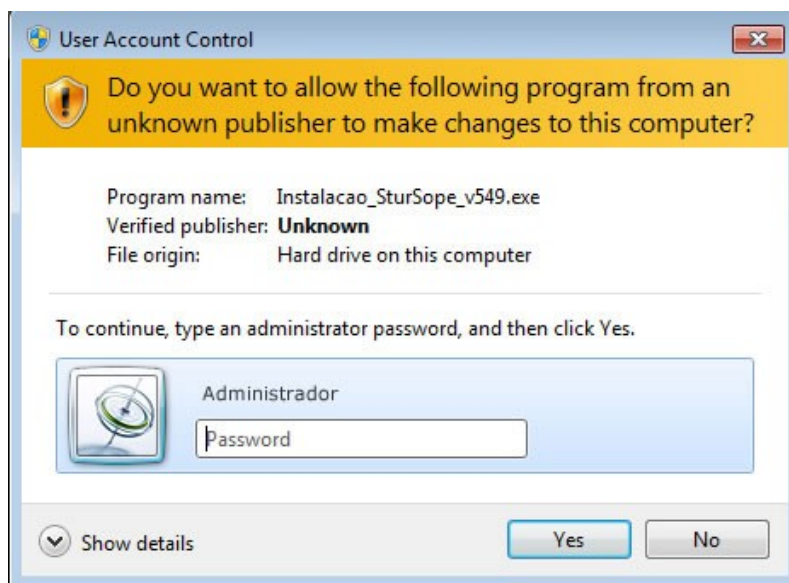 User Account Control
Do you want to allow the following program from an
unknown publisher to make changes to this computer?
Program name: Instalacao_SturSope_v549.exe
Verified publisher: Unknown
File origin: Hard drive on this computer
To continue, type an administrator password, and then click Yes.
Administrador
Password
Show details
Yes
No